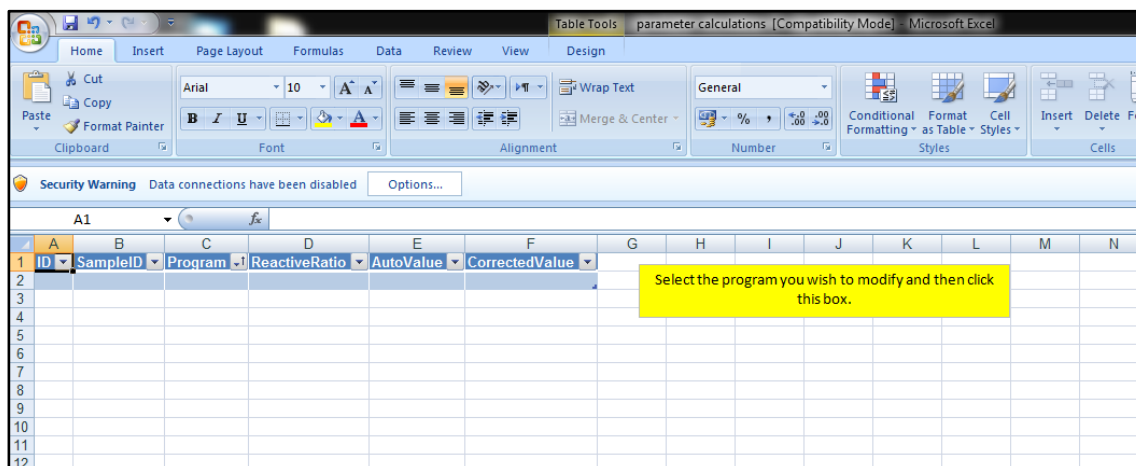 Table Tools parameter calculations [Compatibility Mode] - Microsoft Excel
Home Insert Page Layout Formulas Data Review View Design
Paste
Cut
Copy
Format Painter
Clipboard
Arial 10 A A
B I U A
Font
Wrap Text
Merge & Center
Alignment
General
% , .0 .00 .00 .0
Number
Conditional Formatting
Format as Table
Cell Styles
Styles
Insert Delete
Cells
Security Warning Data connections have been disabled Options...
A1 fx
A B C D E F G H I J K L M N
1 ID SampleID Program ReactiveRatio AutoValue CorrectedValue
2
3
4
5
6
7
8
9
10
11
12
Select the program you wish to modify and then click
this box.